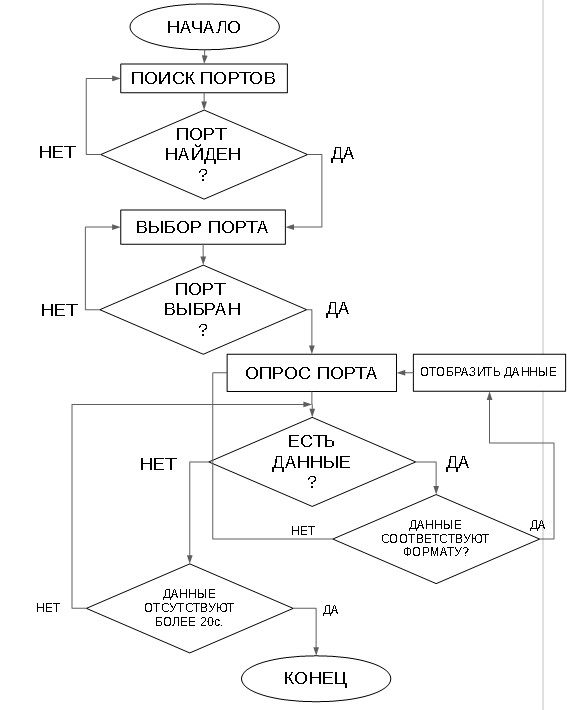 НАЧАЛО
ПОИСК ПОРТОВ
ПОРТ
НАЙДЕН
?
НЕТ
ДА
ВЫБОР ПОРТА
ПОРТ
ВЫБРАН
?
НЕТ
ДА
ОПРОС ПОРТА
ОТОБРАЗИТЬ ДАННЫЕ
ЕСТЬ
ДАННЫЕ
?
НЕТ
ДА
ДАННЫЕ
СООТВЕТСТВУЮТ
ФОРМАТУ?
НЕТ
ДА
ДАННЫЕ
ОТСУТСТВУЮТ
БОЛЕЕ 20с.
НЕТ
ДА
КОНЕЦ